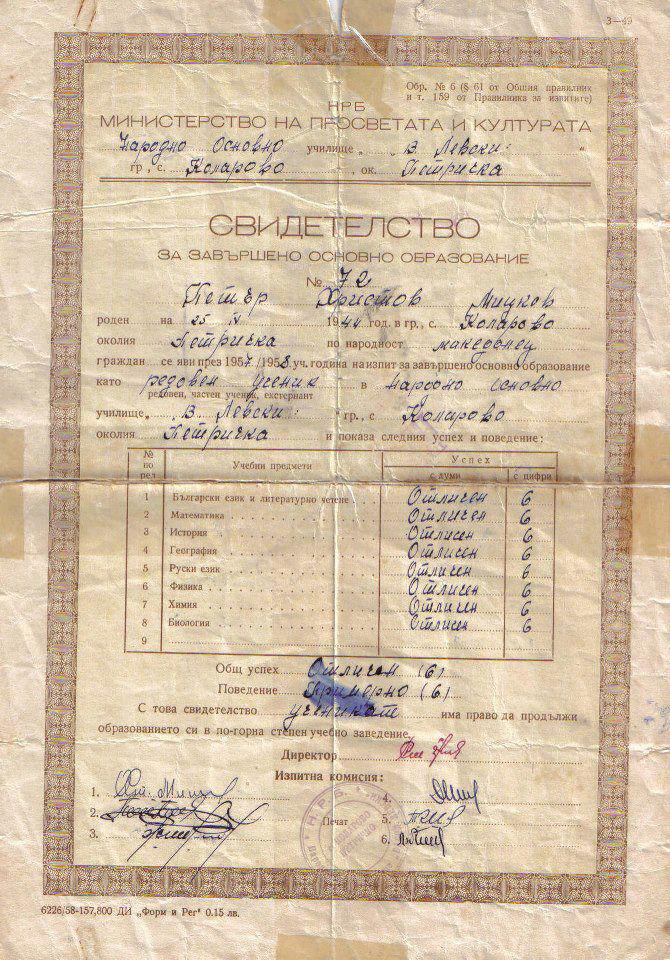 3—49
Обр. № 6 (§ 61 от Общия правилник
и т. 159 от Правилника за изпитите)
НРБ
МИНИСТЕРСТВО НА ПРОСВЕТАТА И КУЛТУРАТА
Народно основно училище „ В. Левски "
гр., с. Коларово, ок. Петричка
СВИДЕТЕЛСТВО
ЗА ЗАВЪРШЕНО ОСНОВНО ОБРАЗОВАНИЕ
№ 72
Петър Христов Мицков
роден на 25 IV 1944 год. в гр., с. Коларово
околия Петричка по народност македонец
граждан се яви през 1957/1958 уч. година на изпит за завършено основно образование
като редовен ученик в народно основно
редовен, частен ученик, екстернант
училище „ В. Левски " гр., с Коларово
околия Петричка и показа следния успех и поведение:
№ по ред Учебни предмети Успех
с думи с цифри
1 Български език и литературно четене Отличен 6
2 Математика Отличен 6
3 История Отличен 6
4 География Отличен 6
5 Руски език Отличен 6
6 Физика Отличен 6
7 Химия Отличен 6
8 Биология Отличен 6
9
Общ успех Отличен (6)
Поведение Примерно (6)
С това свидетелство ученикът има право да продължи
образованието си в по-горна степен учебно заведение.
Директор
Изпитна комисия:
1. 4.
2. Печат 5.
3. 6.
Н.Р.Б.
6226/58-157,800 ДИ „Форм и Рег" 0.15 лв.